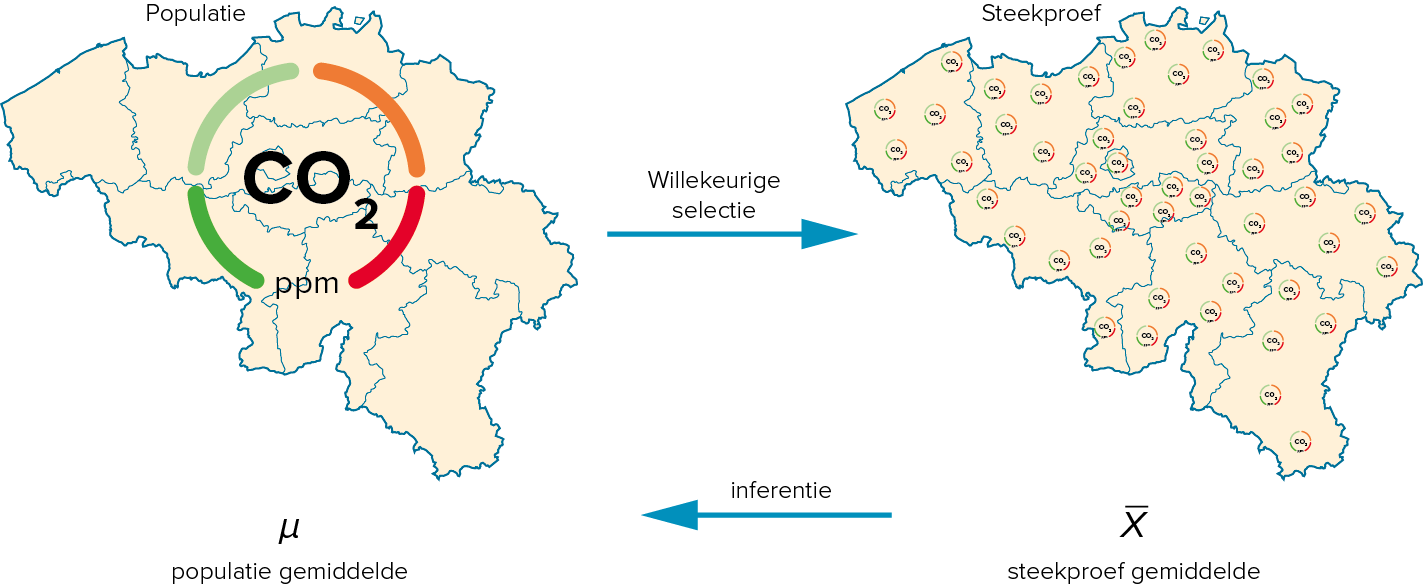 Populatie
Steekproef
CO2
ppm
Willekeurige
selectie
inferentie
μ
X̅
populatie gemiddelde
steekproef gemiddelde